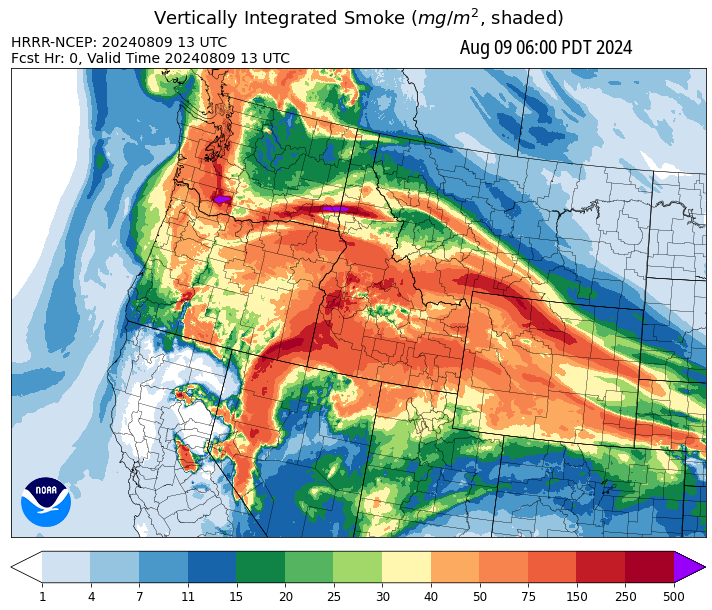 Vertically Integrated Smoke (mg/m², shaded)
HRRR-NCEP: 20240809 13 UTC
Aug 09 06:00 PDT 2024
Fcst Hr: 0, Valid Time 20240809 13 UTC
NOAA
1 4 7 11 15 20 25 30 40 50 75 150 250 500